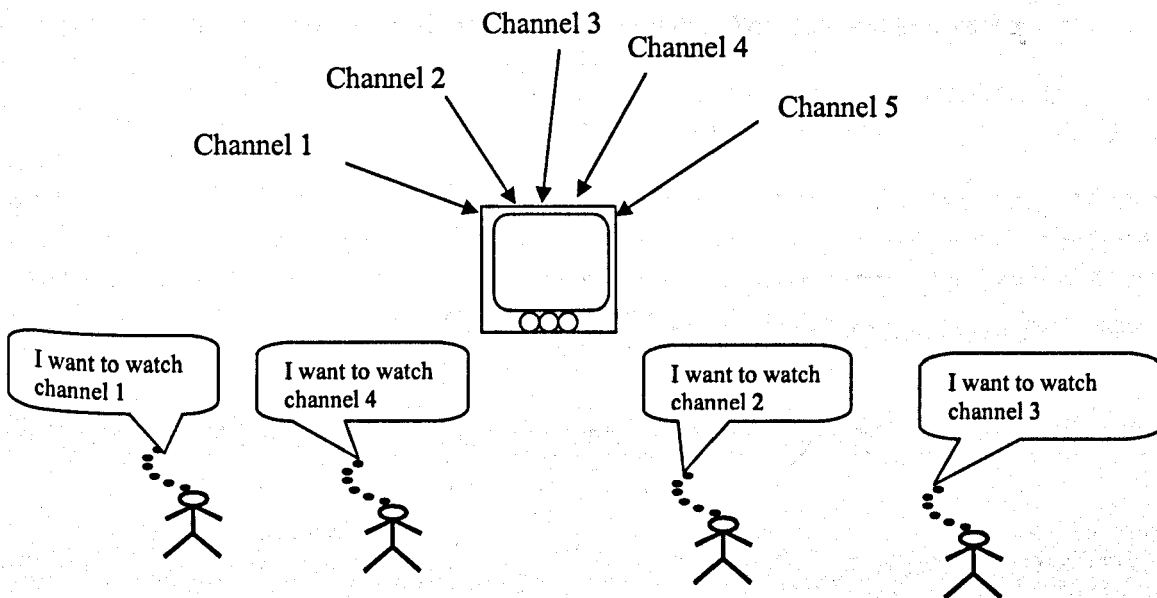 Channel 3
Channel 4
Channel 2
Channel 5
Channel 1
I want to watch
channel 1
I want to watch
channel 4
I want to watch
channel 2
I want to watch
channel 3